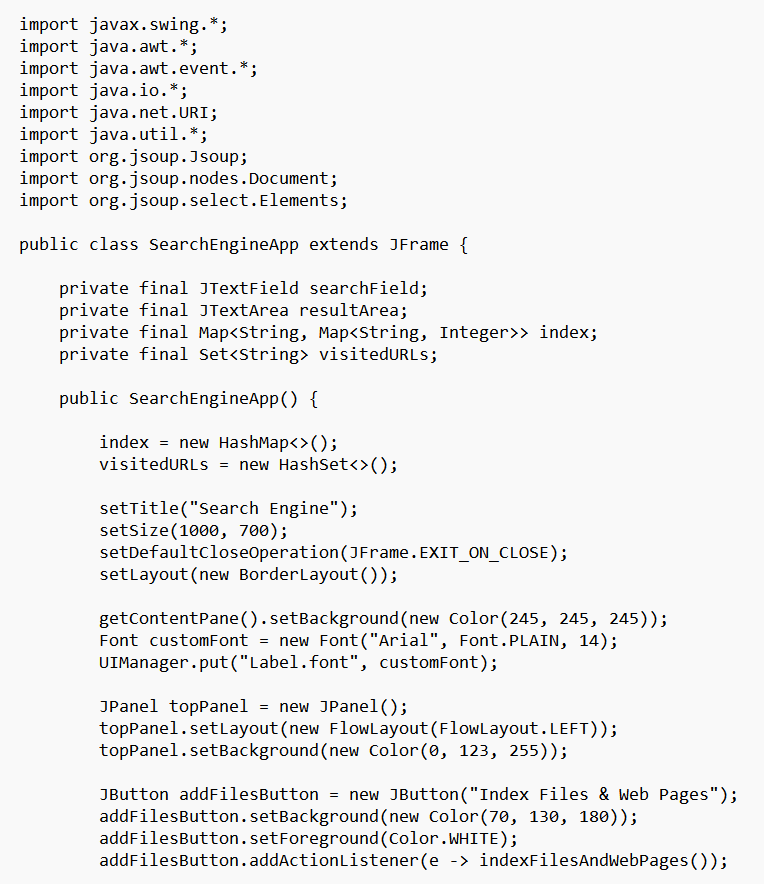 import javax.swing.*;
import java.awt.*;
import java.awt.event.*;
import java.io.*;
import java.net.URI;
import java.util.*;
import org.jsoup.Jsoup;
import org.jsoup.nodes.Document;
import org.jsoup.select.Elements;

public class SearchEngineApp extends JFrame {

    private final JTextField searchField;
    private final JTextArea resultArea;
    private final Map<String, Map<String, Integer>> index;
    private final Set<String> visitedURLs;

    public SearchEngineApp() {

        index = new HashMap<>();
        visitedURLs = new HashSet<>();

        setTitle("Search Engine");
        setSize(1000, 700);
        setDefaultCloseOperation(JFrame.EXIT_ON_CLOSE);
        setLayout(new BorderLayout());

        getContentPane().setBackground(new Color(245, 245, 245));
        Font customFont = new Font("Arial", Font.PLAIN, 14);
        UIManager.put("Label.font", customFont);

        JPanel topPanel = new JPanel();
        topPanel.setLayout(new FlowLayout(FlowLayout.LEFT));
        topPanel.setBackground(new Color(0, 123, 255));

        JButton addFilesButton = new JButton("Index Files & Web Pages");
        addFilesButton.setBackground(new Color(70, 130, 180));
        addFilesButton.setForeground(Color.WHITE);
        addFilesButton.addActionListener(e -> indexFilesAndWebPages());